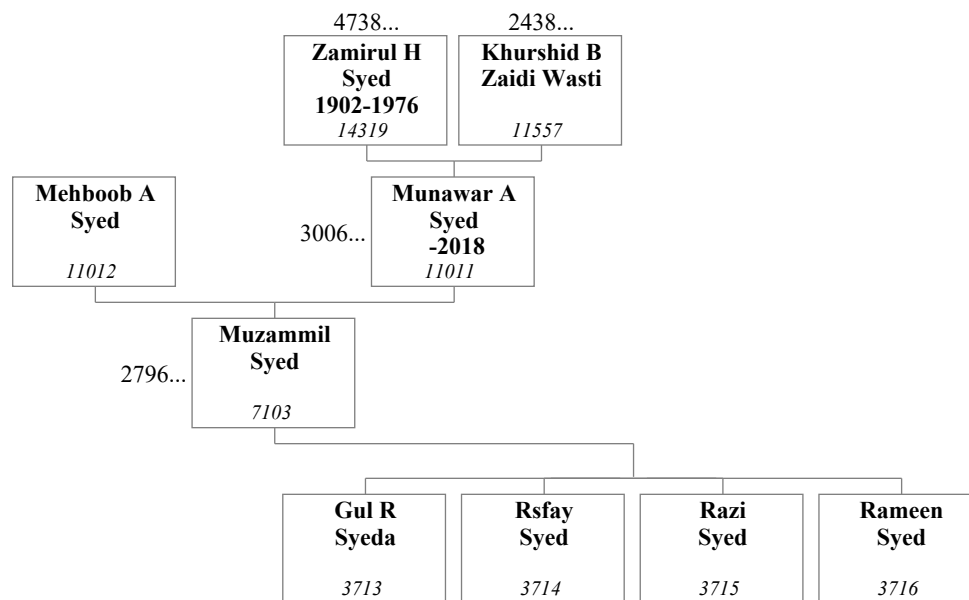 4738...
2438...
Zamirul H
Syed
1902-1976
14319
Khurshid B
Zaidi Wasti
11557
Mehboob A
Syed
11012
3006...
Munawar A
Syed
-2018
11011
2796...
Muzammil
Syed
7103
Gul R
Syeda
3713
Rsfay
Syed
3714
Razi
Syed
3715
Rameen
Syed
3716